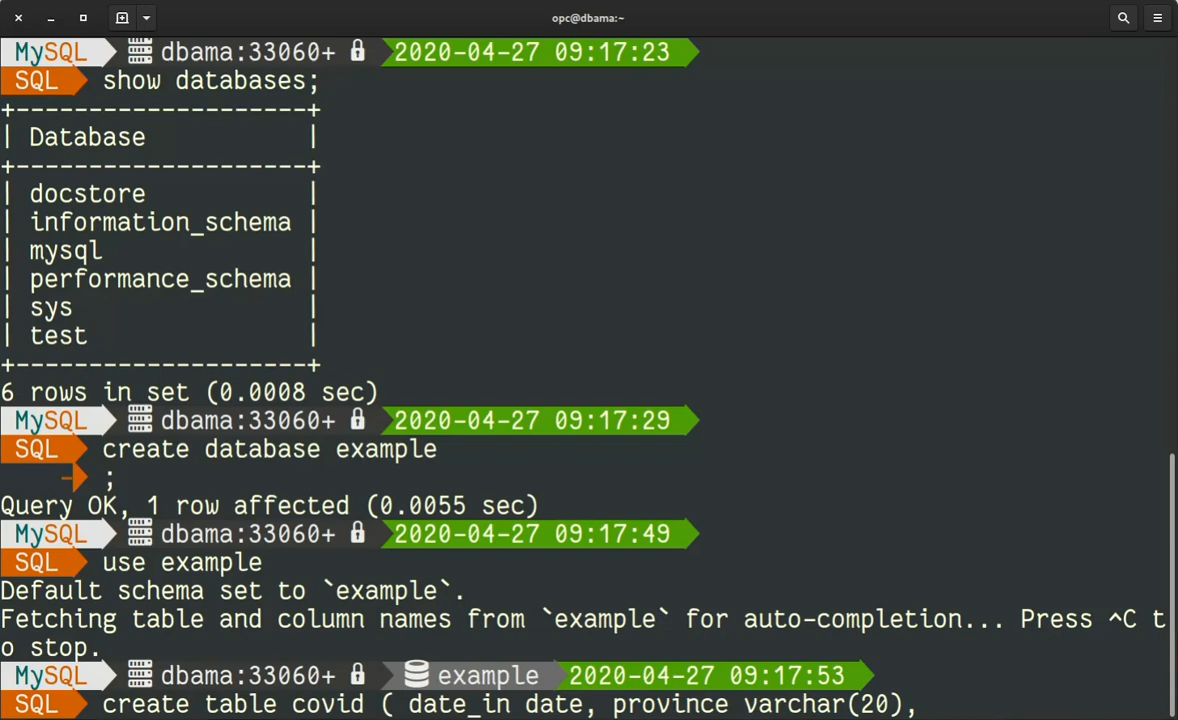 opc@dbama:~
MySQL dbama:33060+ 2020-04-27 09:17:23
SQL show databases;
+--------------------+
| Database           |
+--------------------+
| docstore           |
| information_schema |
| mysql              |
| performance_schema |
| sys                |
| test               |
+--------------------+
6 rows in set (0.0008 sec)
MySQL dbama:33060+ 2020-04-27 09:17:29
SQL create database example
;
Query OK, 1 row affected (0.0055 sec)
MySQL dbama:33060+ 2020-04-27 09:17:49
SQL use example
Default schema set to `example`.
Fetching table and column names from `example` for auto-completion... Press ^C t
o stop.
MySQL dbama:33060+ example 2020-04-27 09:17:53
SQL create table covid ( date_in date, province varchar(20),